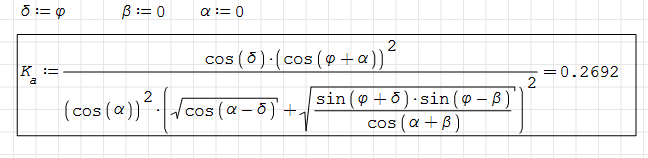 δ:=φ β:=0 α:=0
K_a := (cos(δ)·(cos(φ+α))^2) / ((cos(α))^2·(√(cos(α-δ))+√((sin(φ+δ)·sin(φ-β))/(cos(α+β))))^2) = 0.2692